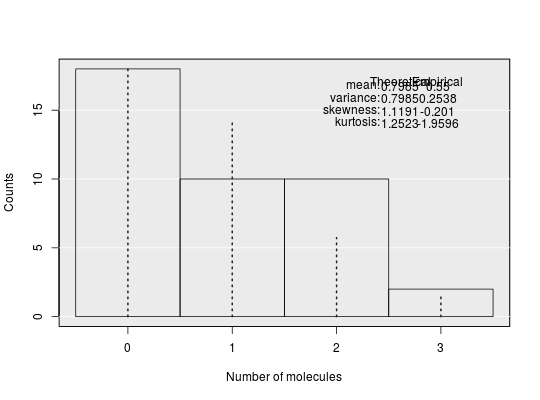 Theoretical Empirical
mean: 0.7985 0.55
variance: 0.7985 0.2538
skewness: 1.1191 -0.201
kurtosis: 1.2523 -1.9596
15
10
5
0
Counts
0 1 2 3
Number of molecules